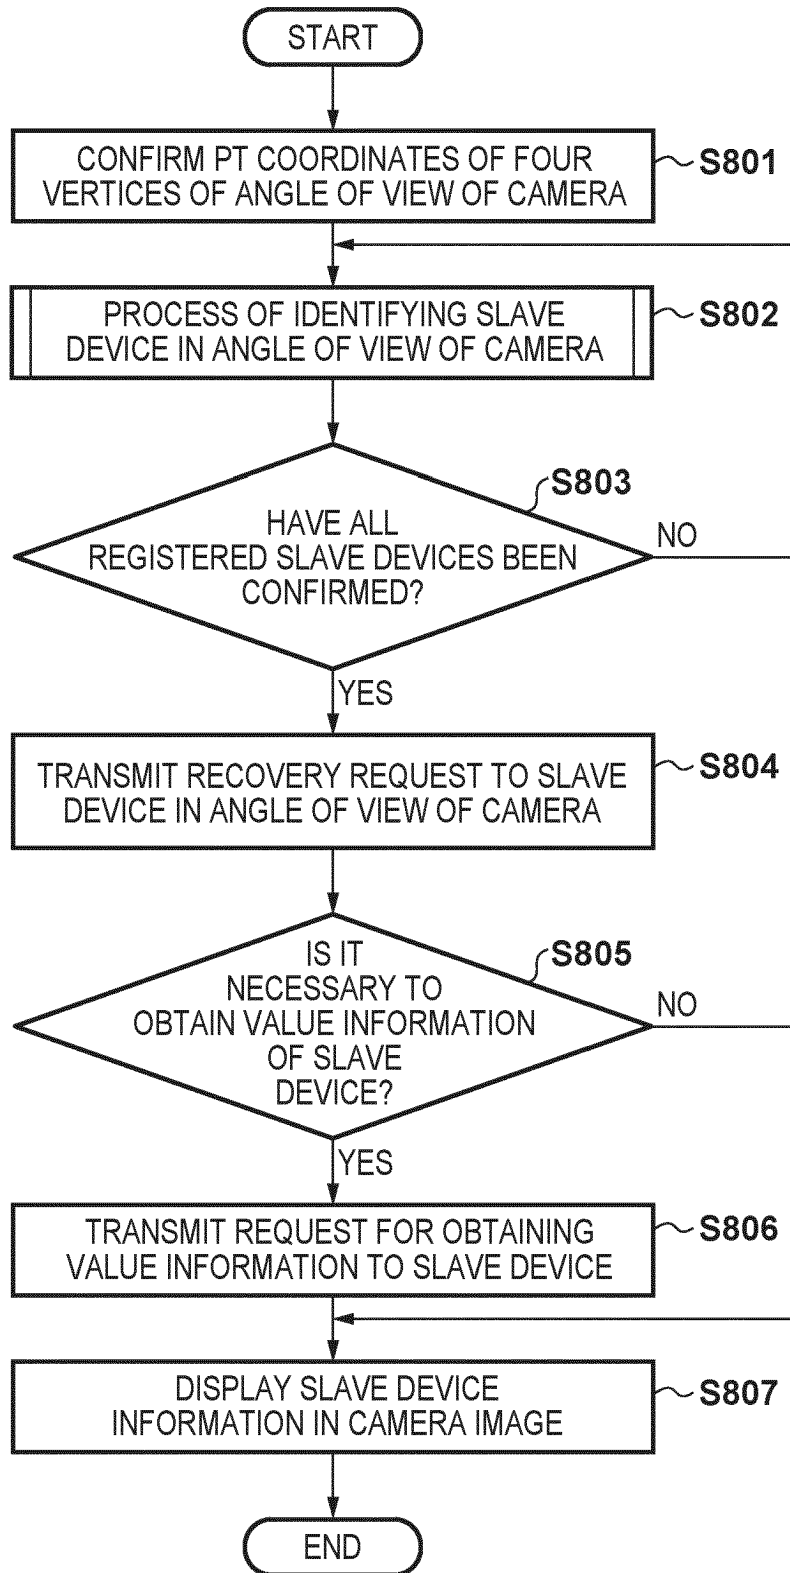 START
CONFIRM PT COORDINATES OF FOUR
VERTICES OF ANGLE OF VIEW OF CAMERA
S801
PROCESS OF IDENTIFYING SLAVE
DEVICE IN ANGLE OF VIEW OF CAMERA
S802
S803
HAVE ALL
REGISTERED SLAVE DEVICES BEEN
CONFIRMED?
NO
YES
TRANSMIT RECOVERY REQUEST TO SLAVE
DEVICE IN ANGLE OF VIEW OF CAMERA
S804
S805
IS IT
NECESSARY TO
OBTAIN VALUE INFORMATION
OF SLAVE
DEVICE?
NO
YES
TRANSMIT REQUEST FOR OBTAINING
VALUE INFORMATION TO SLAVE DEVICE
S806
DISPLAY SLAVE DEVICE
INFORMATION IN CAMERA IMAGE
S807
END